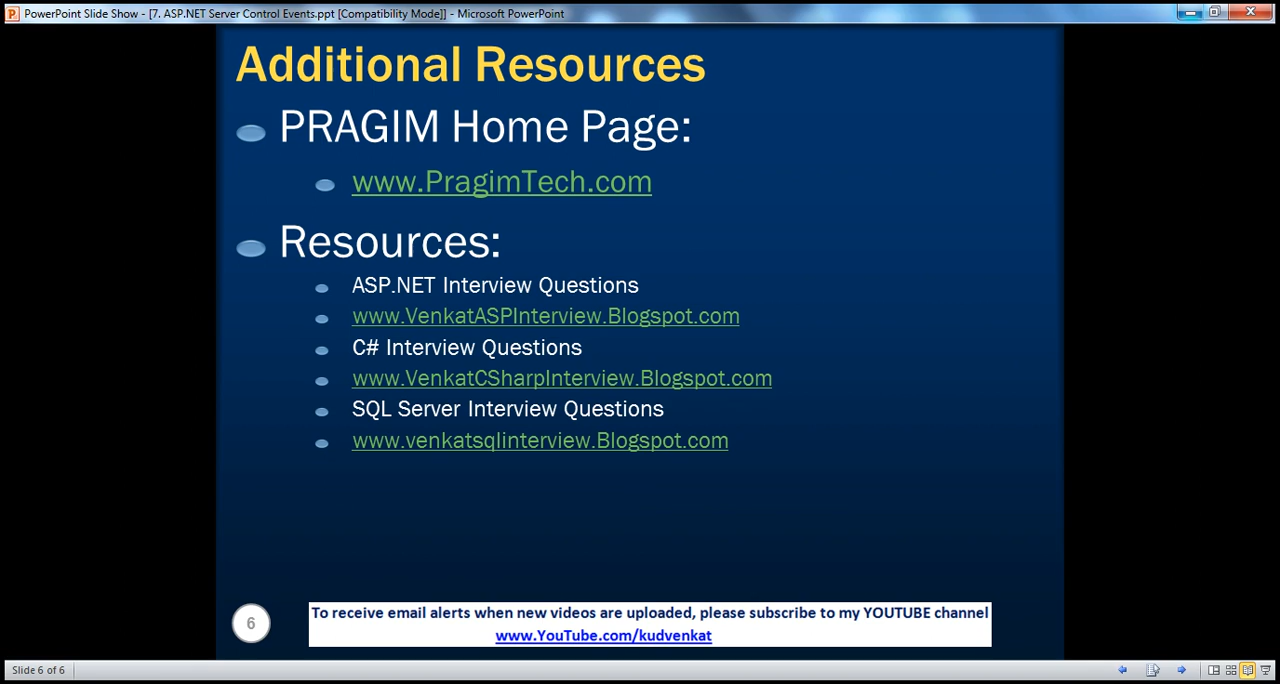 PowerPoint Slide Show - [7. ASP.NET Server Control Events.ppt [Compatibility Mode]] - Microsoft PowerPoint
Additional Resources
PRAGIM Home Page:
www.PragimTech.com
Resources:
ASP.NET Interview Questions
www.VenkatASPInterview.Blogspot.com
C# Interview Questions
www.VenkatCSharpInterview.Blogspot.com
SQL Server Interview Questions
www.venkatsqlinterview.Blogspot.com
6
To receive email alerts when new videos are uploaded, please subscribe to my YOUTUBE channel
www.YouTube.com/kudvenkat
Slide 6 of 6